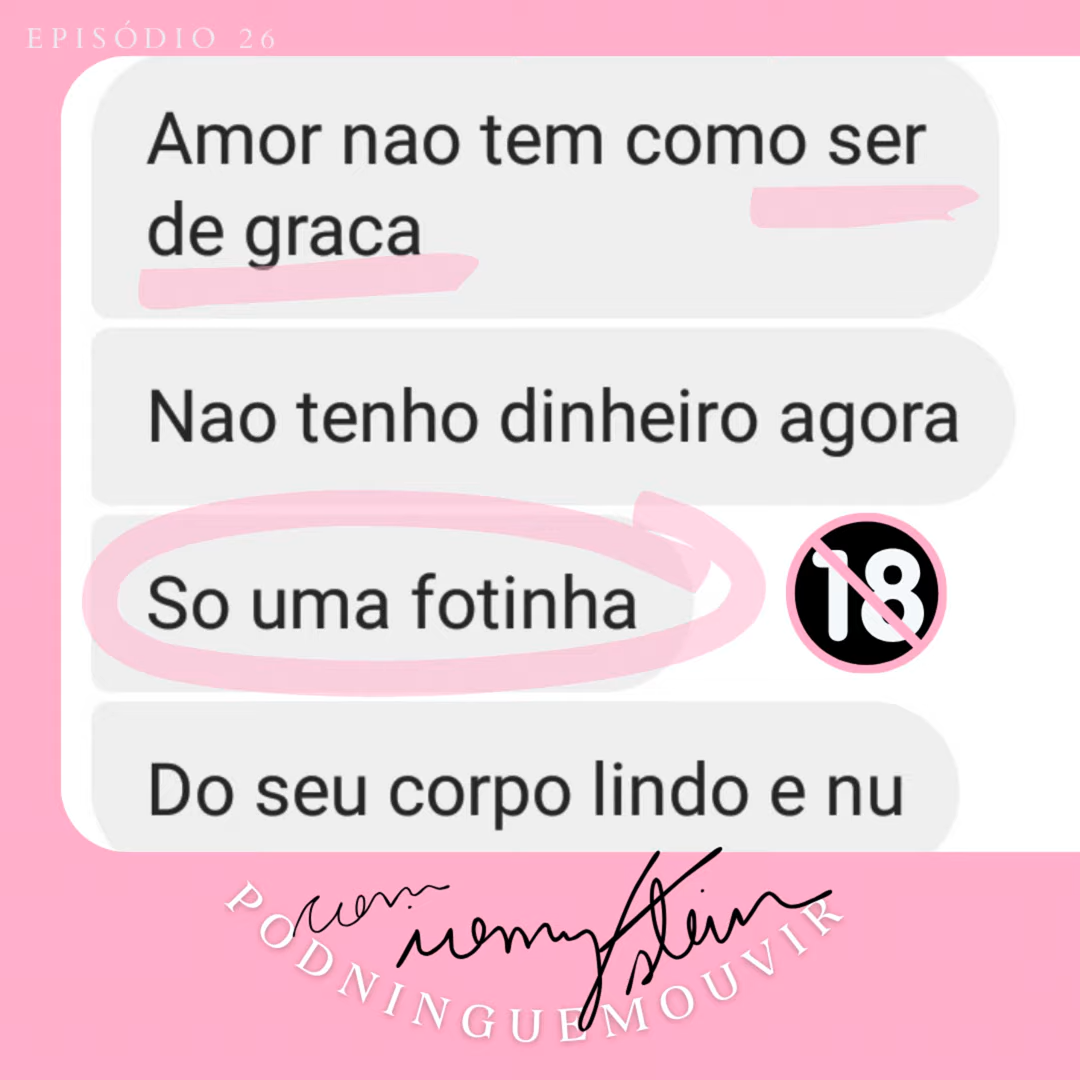 EPISÓDIO 26
Amor nao tem como ser
de graca
Nao tenho dinheiro agora
So uma fotinha
18
Do seu corpo lindo e nu
PODNINGUEMOUVIR